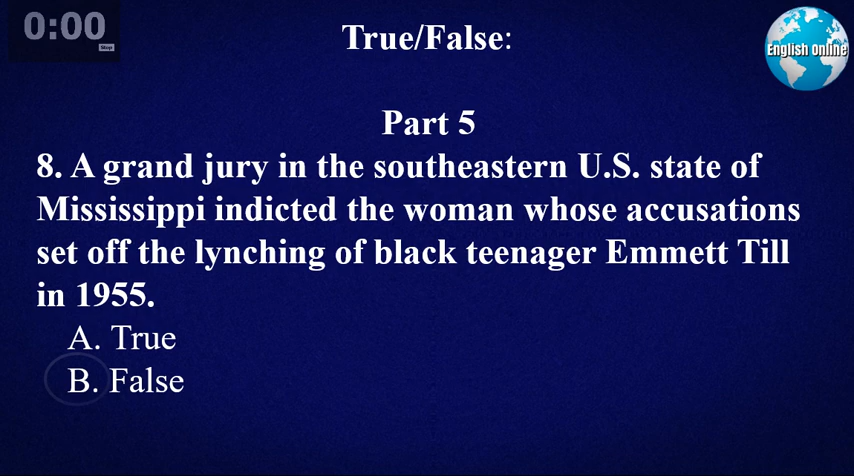 0:00
Stop
True/False:
English Online
Part 5
8. A grand jury in the southeastern U.S. state of
Mississippi indicted the woman whose accusations
set off the lynching of black teenager Emmett Till
in 1955.
A. True
B. False